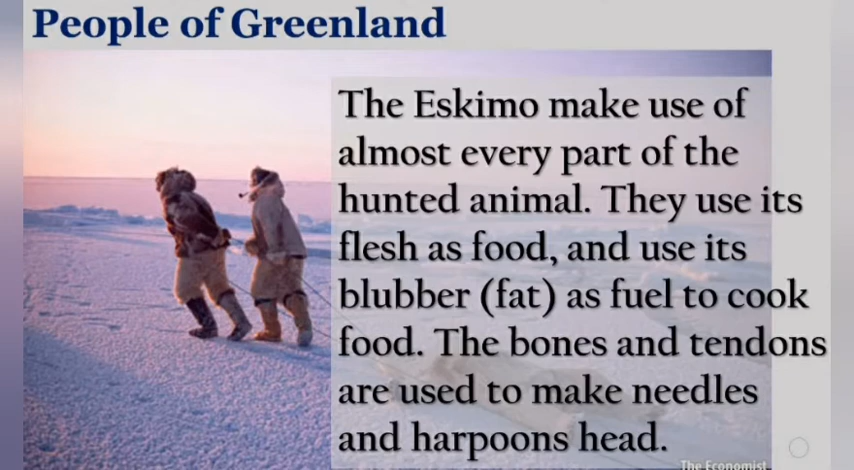 People of Greenland
The Eskimo make use of
almost every part of the
hunted animal. They use its
flesh as food, and use its
blubber (fat) as fuel to cook
food. The bones and tendons
are used to make needles
and harpoons head.
The Economist